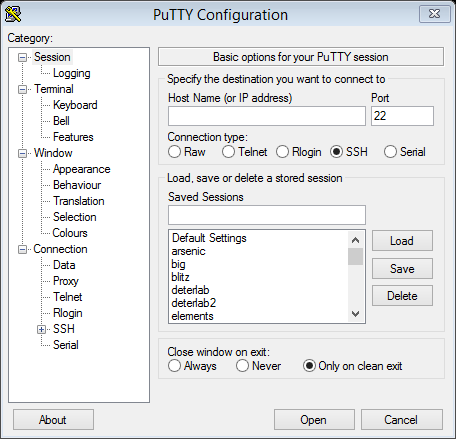 PuTTY Configuration
Category:
Session
Logging
Terminal
Keyboard
Bell
Features
Window
Appearance
Behaviour
Translation
Selection
Colours
Connection
Data
Proxy
Telnet
Rlogin
SSH
Serial
Basic options for your PuTTY session
Specify the destination you want to connect to
Host Name (or IP address) Port
22
Connection type:
Raw Telnet Rlogin SSH Serial
Load, save or delete a stored session
Saved Sessions
Default Settings
arsenic
big
blitz
deterlab
deterlab2
elements
Load
Save
Delete
Close window on exit:
Always Never Only on clean exit
About Open Cancel